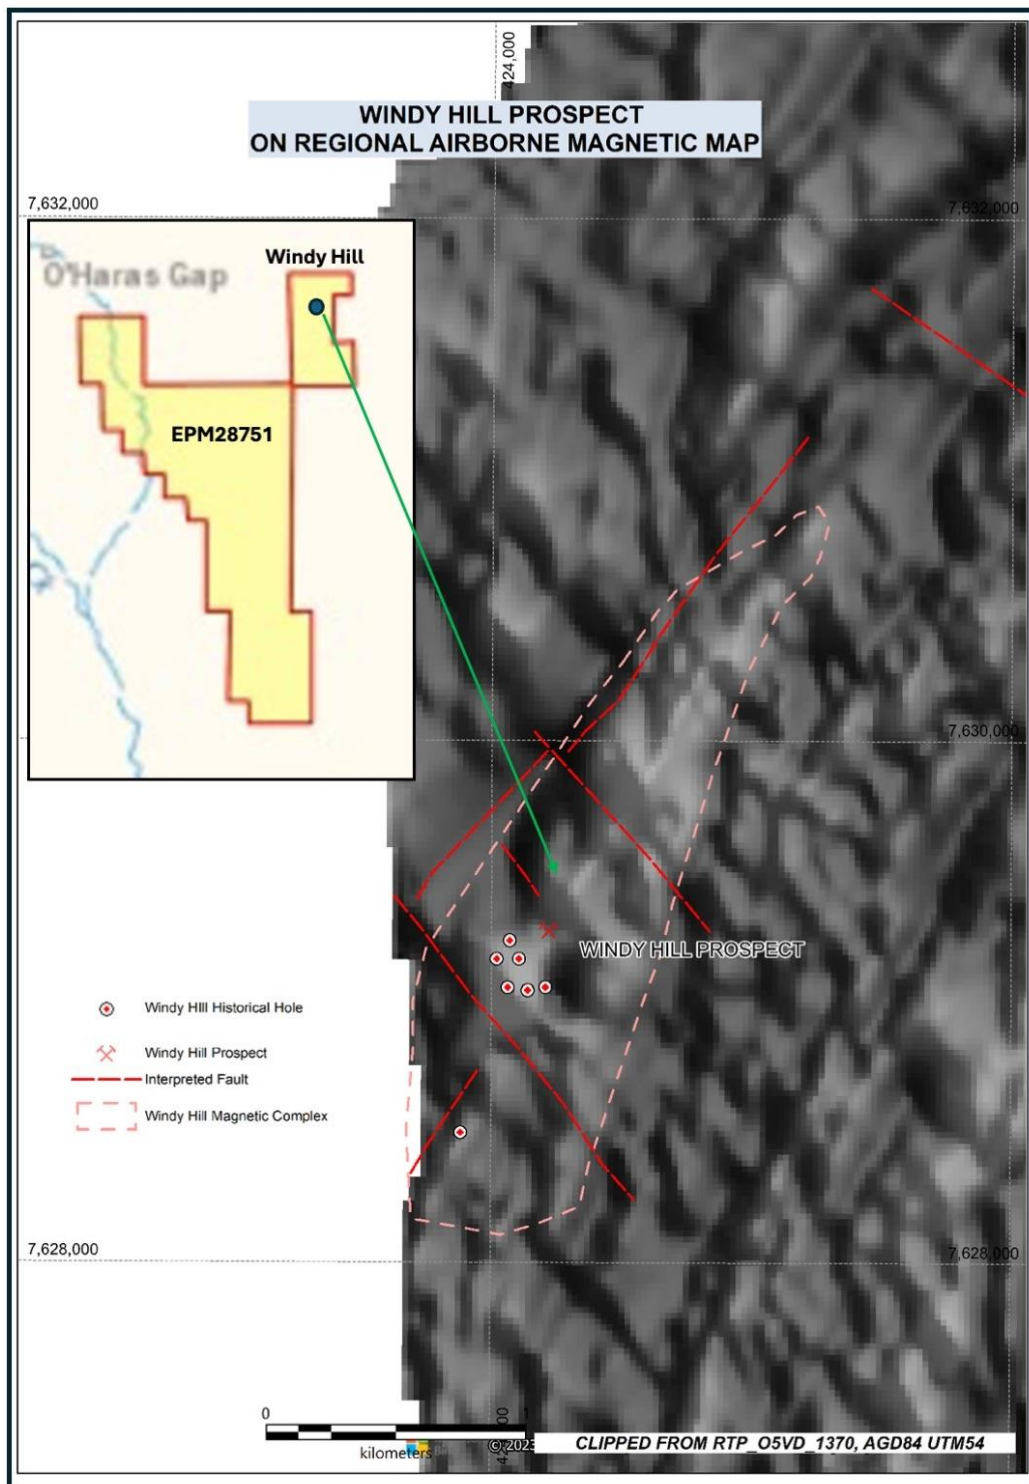 424,000
WINDY HILL PROSPECT
ON REGIONAL AIRBORNE MAGNETIC MAP
7,632,000
7,632,000
O'Haras Gap
Windy Hill
EPM28751
7,630,000
WINDY HILL PROSPECT
Windy HIll Historical Hole
Windy Hill Prospect
Interpreted Fault
Windy Hill Magnetic Complex
7,628,000
7,628,000
0
1
kilometers
© 2023
CLIPPED FROM RTP_O5VD_1370, AGD84 UTM54